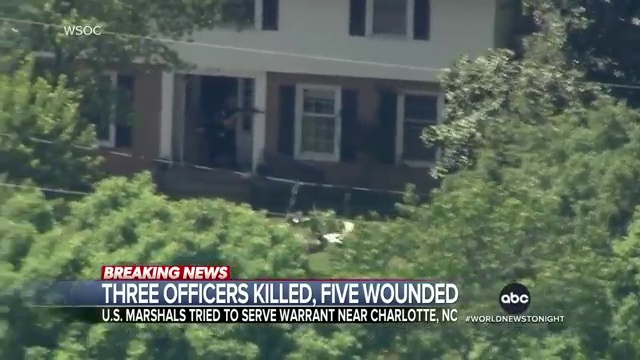 WSOC
BREAKING NEWS
THREE OFFICERS KILLED, FIVE WOUNDED
abc
U.S. MARSHALS TRIED TO SERVE WARRANT NEAR CHARLOTTE, NC
#WORLDNEWSTONIGHT